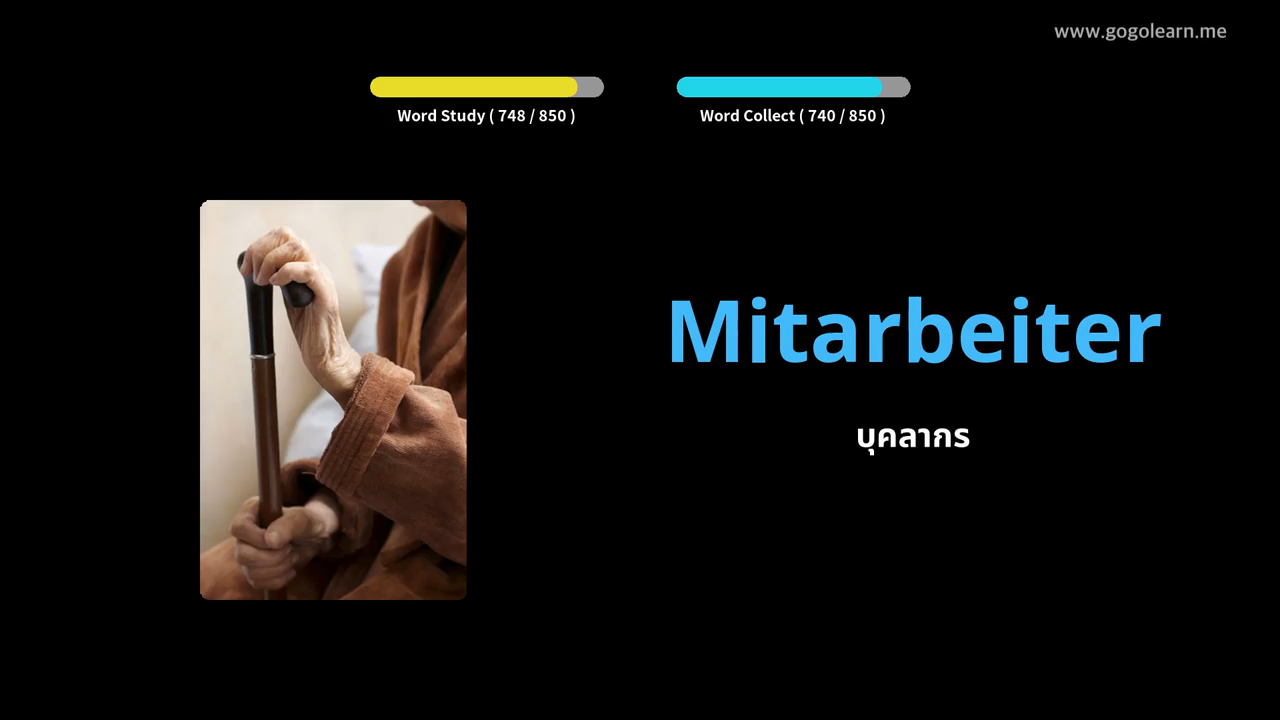 www.gogolearn.me
Word Study ( 748 / 850 )
Word Collect ( 740 / 850 )
Mitarbeiter
บุคลากร